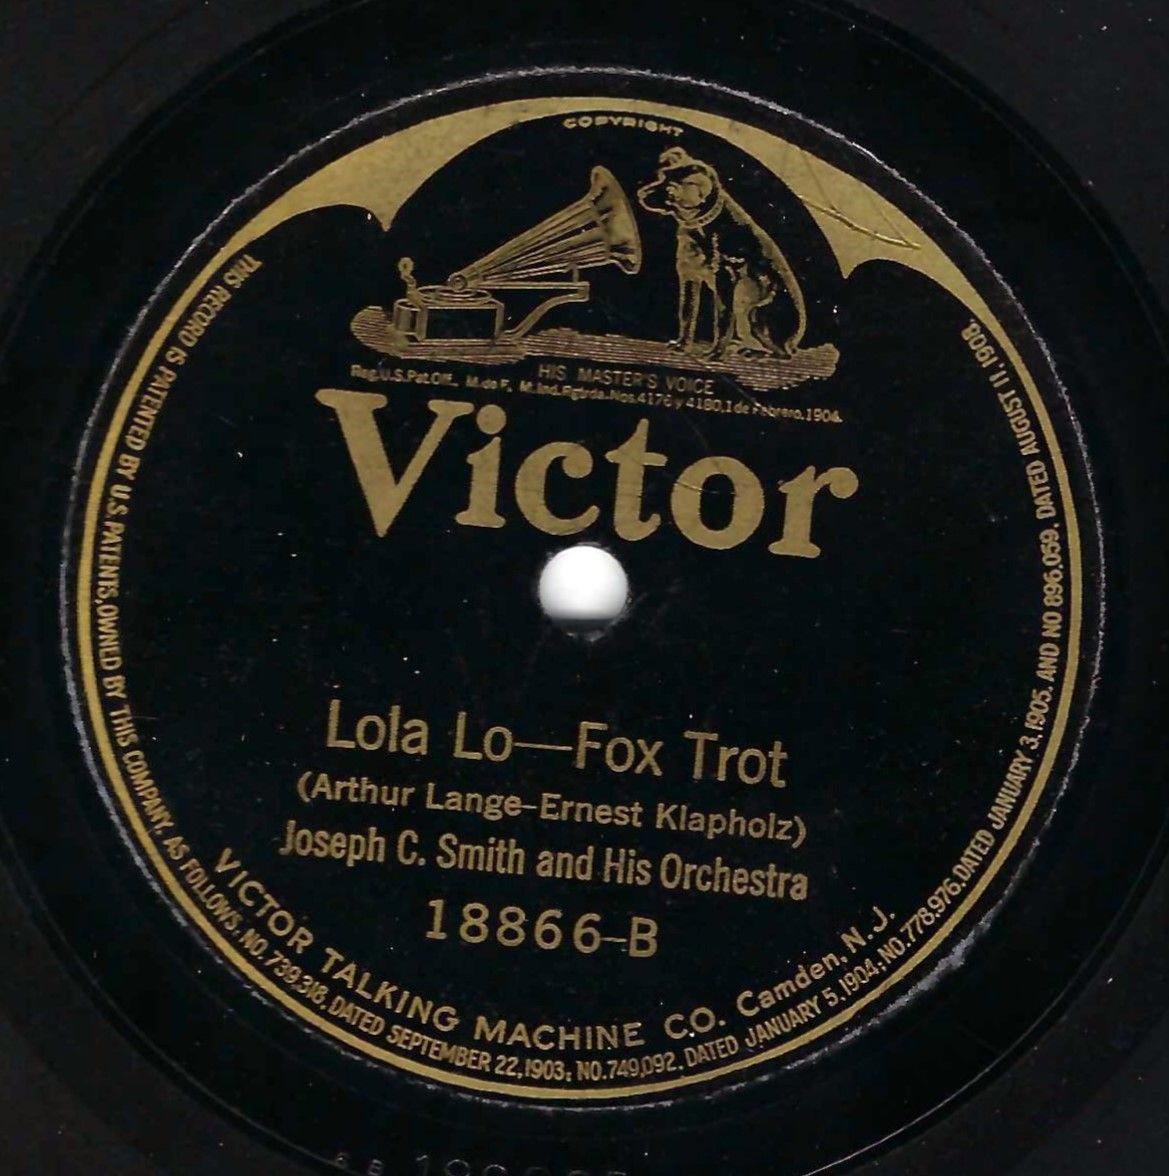 COPYRIGHT
HIS MASTER'S VOICE
Reg.U.S.Pat.Off. M.de F. M.Ind.Rgtrda.Nos.4176 y 4180,1 de Febrero,1904.
Victor
Lola Lo—Fox Trot
(Arthur Lange-Ernest Klapholz)
Joseph C. Smith and His Orchestra
18866-B
VICTOR TALKING MACHINE CO. Camden, N. J.
THIS RECORD IS PATENTED BY U.S. PATENTS, OWNED BY THIS COMPANY, AS FOLLOWS: NO. 739,318, DATED SEPTEMBER 22, 1903; NO. 749,092, DATED JANUARY 5, 1904; NO. 778,976, DATED JANUARY 3, 1905. AND NO 896,059, DATED AUGUST 11, 1908.